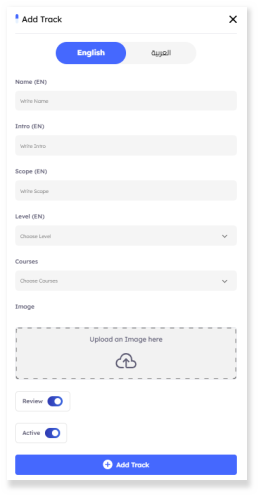 Add Track
English
العربية
Name (EN)
Write Name
Intro (EN)
Write Intro
Scope (EN)
Write Scope
Level (EN)
Choose Level
Courses
Choose Courses
Image
Upload an Image here
Review
Active
Add Track